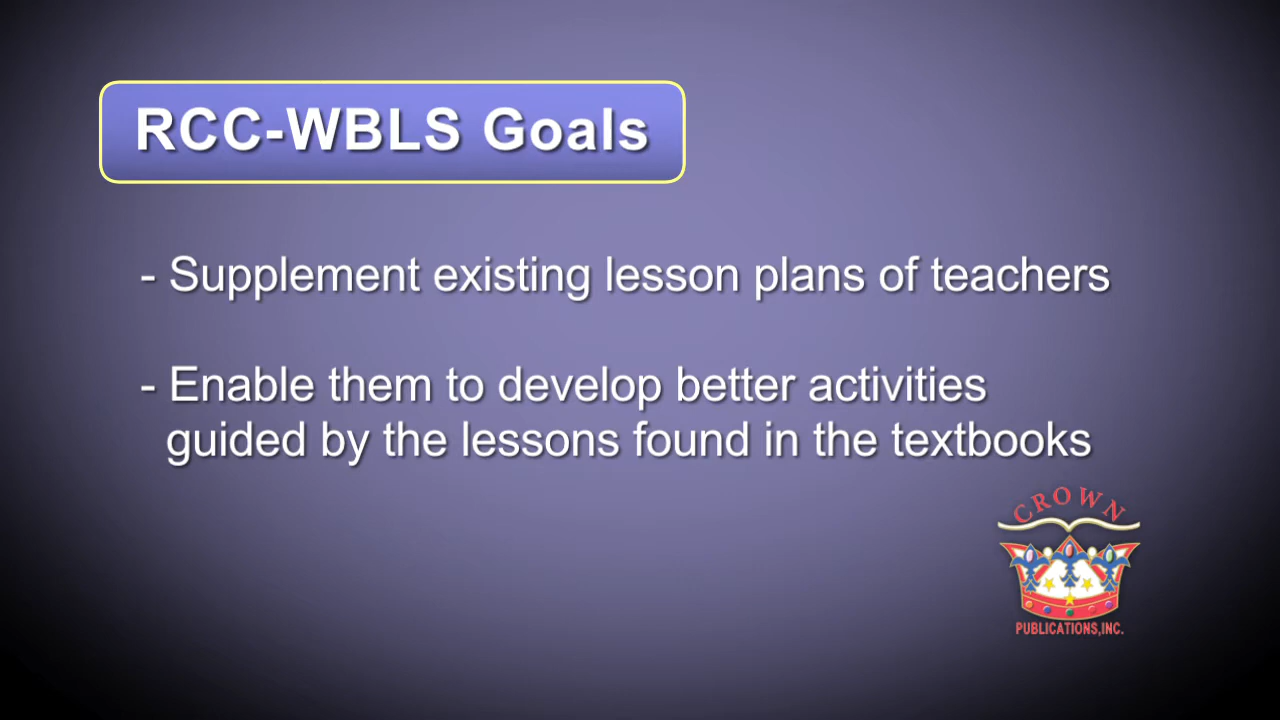 RCC-WBLS Goals
- Supplement existing lesson plans of teachers
- Enable them to develop better activities
guided by the lessons found in the textbooks
CROWN
PUBLICATIONS,INC.